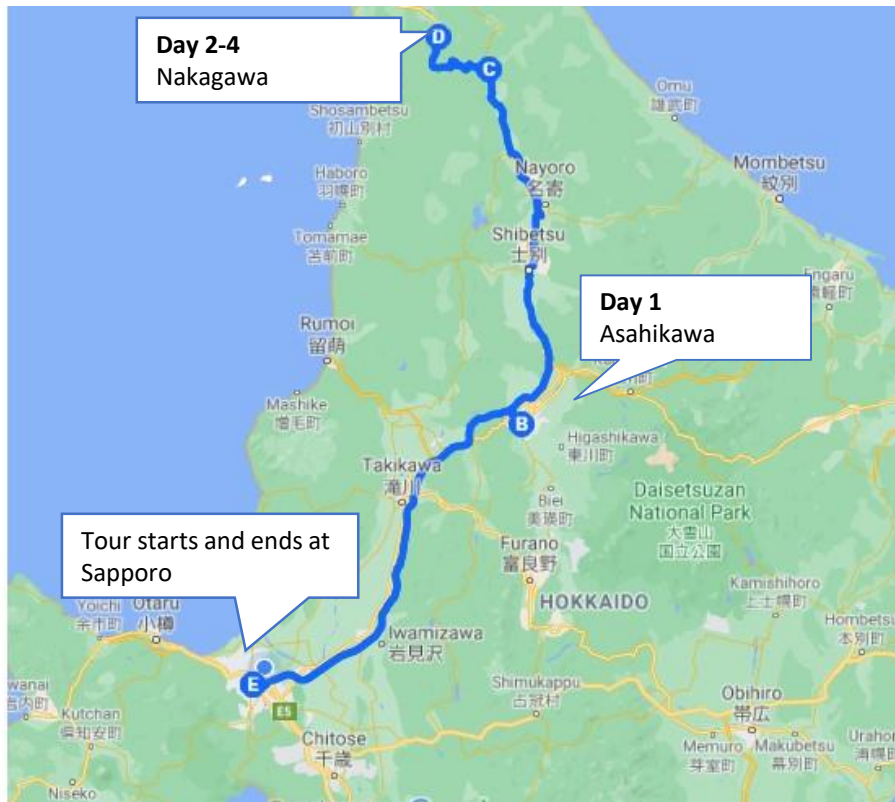 Day 2-4
Nakagawa
D
C
Omu
雄武町
Shosambetsu
初山別村
Haboro
羽幌町
Nayoro
名寄
Mombetsu
紋別
Tomamae
苫前町
Shibetsu
士別
Engaru
遠軽町
Day 1
Asahikawa
Rumoi
留萌
Mashike
増毛町
B
Higashikawa
東川町
Takikawa
滝川
Biei
美瑛町
Daisetsuzan
National Park
大雪山
国立公園
Tour starts and ends at
Sapporo
Furano
富良野
Kamishihoro
上士幌町
Yoichi
余市町
Otaru
小樽
HOKKAIDO
Hombetsu
本別町
Iwamizawa
岩見沢
E
Shimukappu
占冠村
E5
Obihiro
帯広
Kutchan
倶知安町
Chitose
千歳
Memuro
芽室町
Makubetsu
幕別町
Niseko